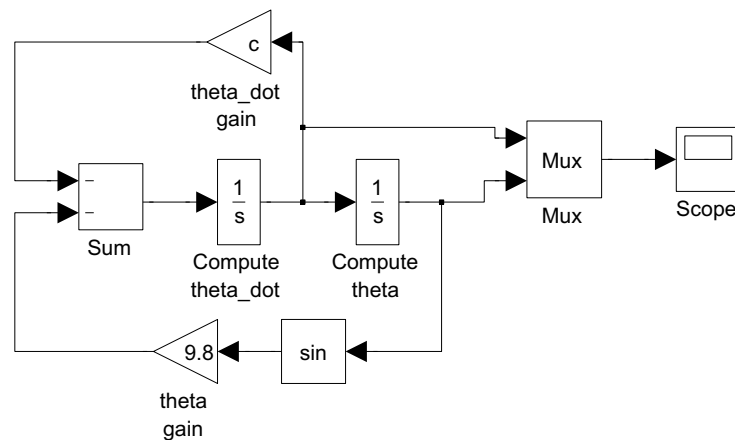 c
theta_dot
gain
−
−
Sum
1
s
Compute
theta_dot
1
s
Compute
theta
Mux
Mux
Scope
9.8
sin
theta
gain